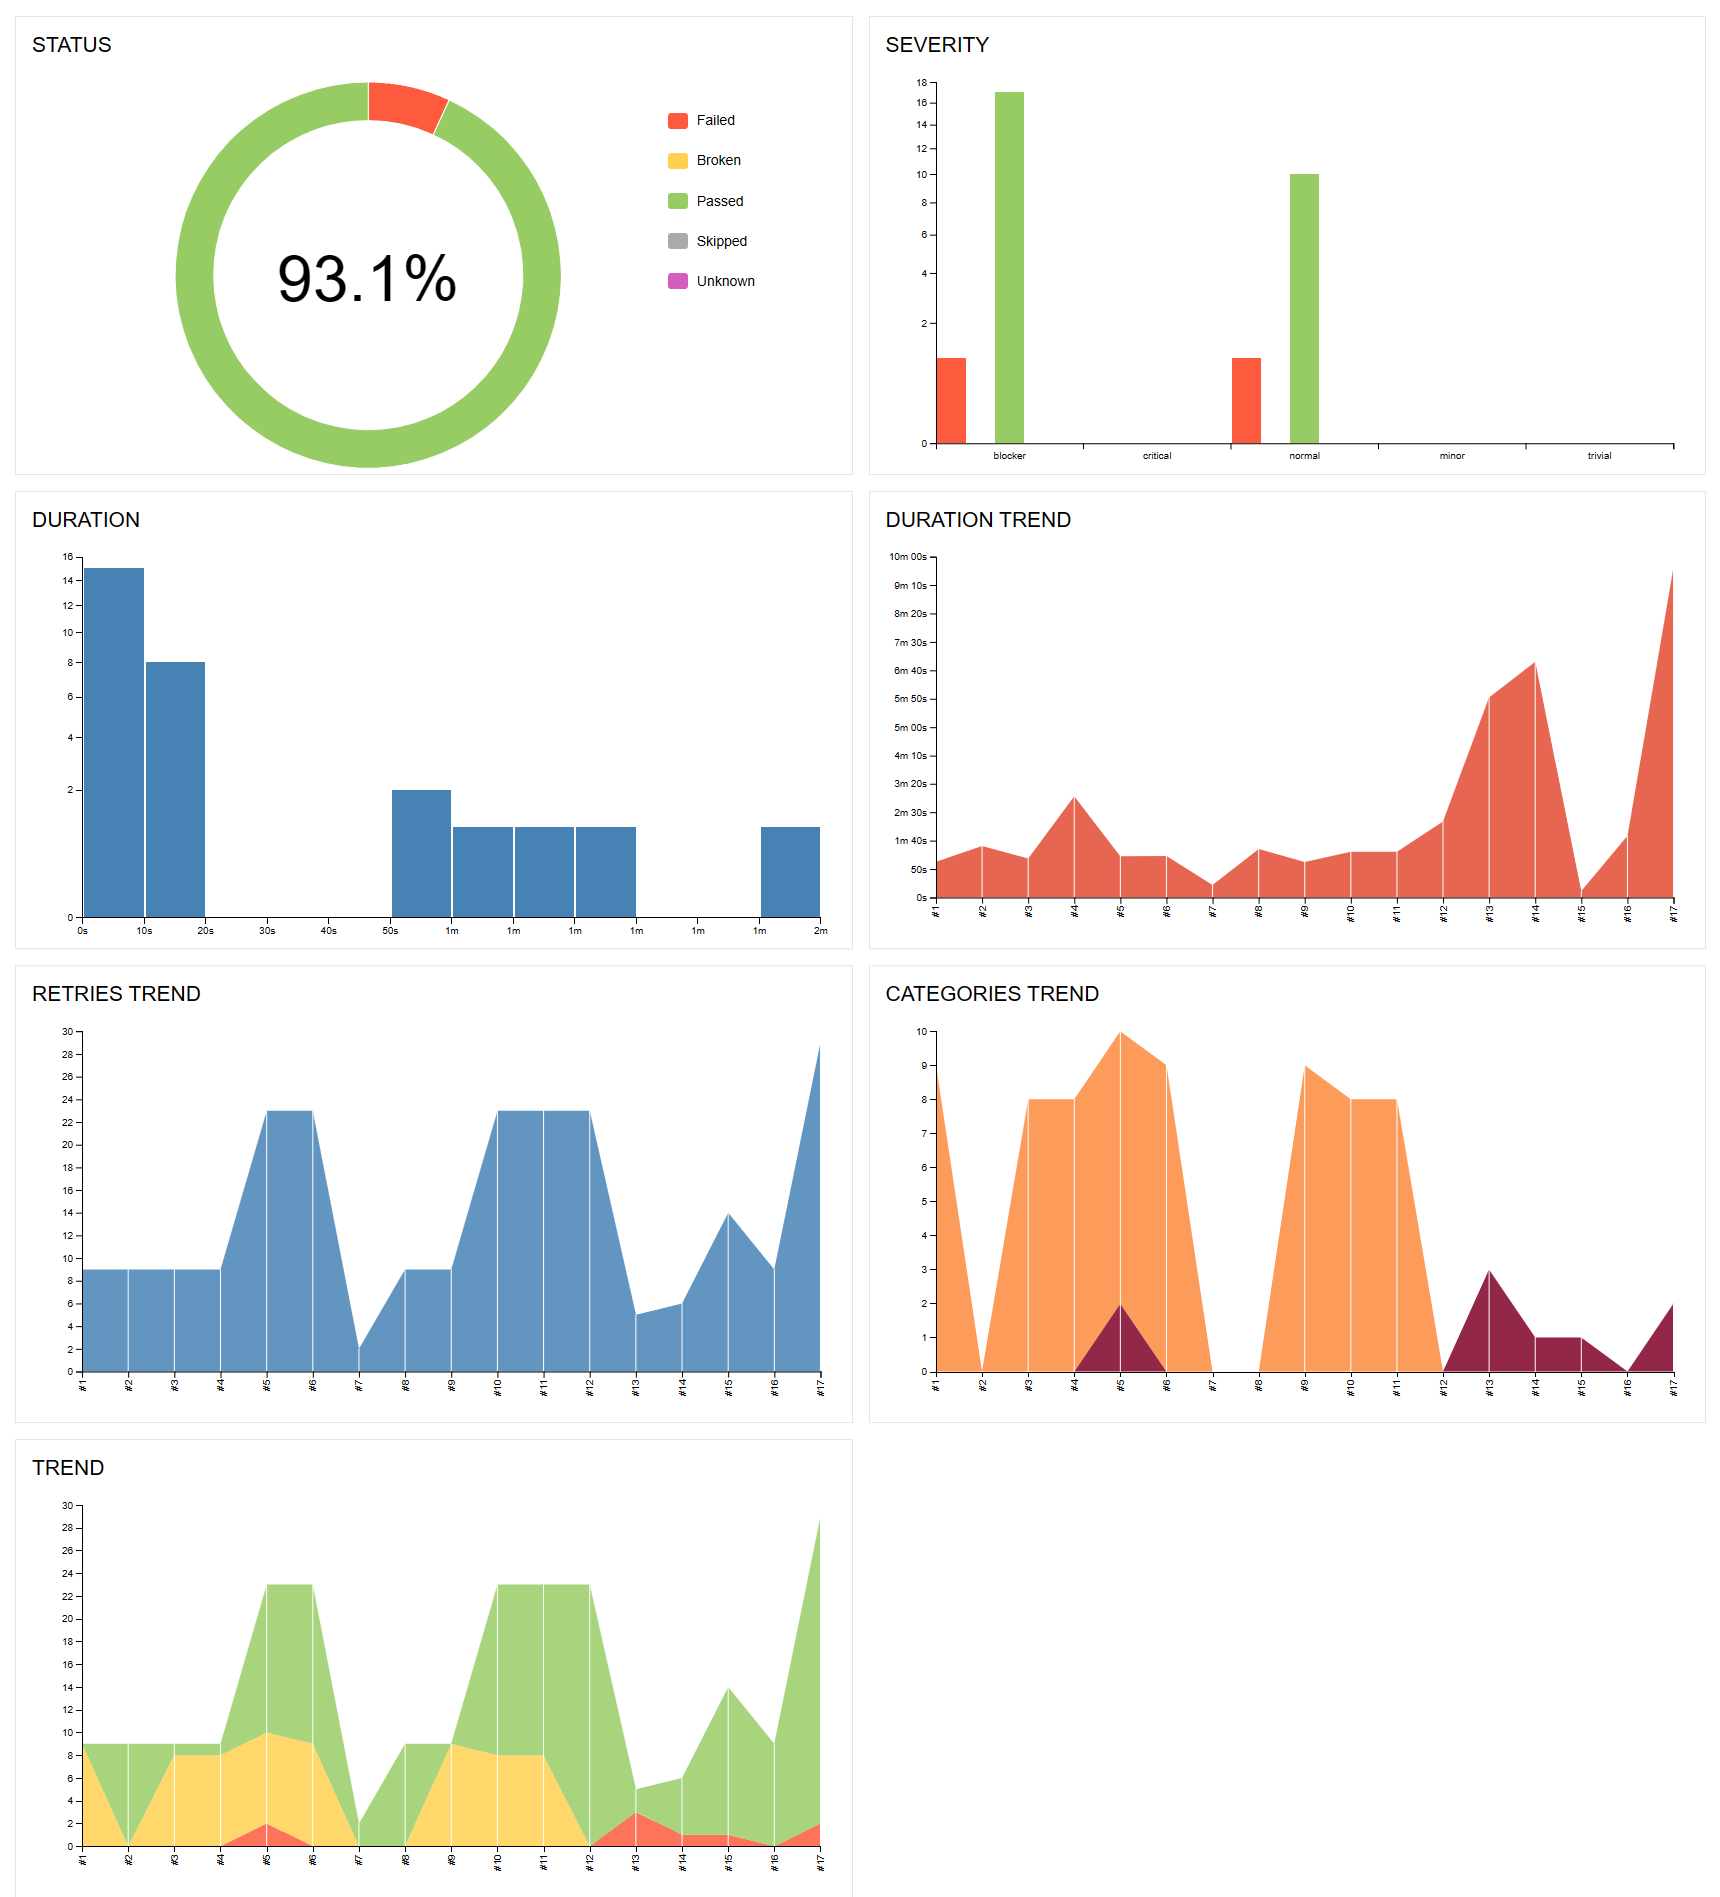 STATUS
93.1%
Failed
Broken
Passed
Skipped
Unknown
SEVERITY
18
16
14
12
10
8
6
4
2
0
blocker critical normal minor trivial
DURATION
16
14
12
10
8
6
4
2
0
0s 10s 20s 30s 40s 50s 1m 1m 1m 1m 1m 1m 2m
DURATION TREND
10m 00s
9m 10s
8m 20s
7m 30s
6m 40s
5m 50s
5m 00s
4m 10s
3m 20s
2m 30s
1m 40s
50s
0s
#1 #2 #3 #4 #5 #6 #7 #8 #9 #10 #11 #12 #13 #14 #15 #16 #17
RETRIES TREND
30
28
26
24
22
20
18
16
14
12
10
8
6
4
2
0
#1 #2 #3 #4 #5 #6 #7 #8 #9 #10 #11 #12 #13 #14 #15 #16 #17
CATEGORIES TREND
10
9
8
7
6
5
4
3
2
1
0
#1 #2 #3 #4 #5 #6 #7 #8 #9 #10 #11 #12 #13 #14 #15 #16 #17
TREND
30
28
26
24
22
20
18
16
14
12
10
8
6
4
2
0
#1 #2 #3 #4 #5 #6 #7 #8 #9 #10 #11 #12 #13 #14 #15 #16 #17